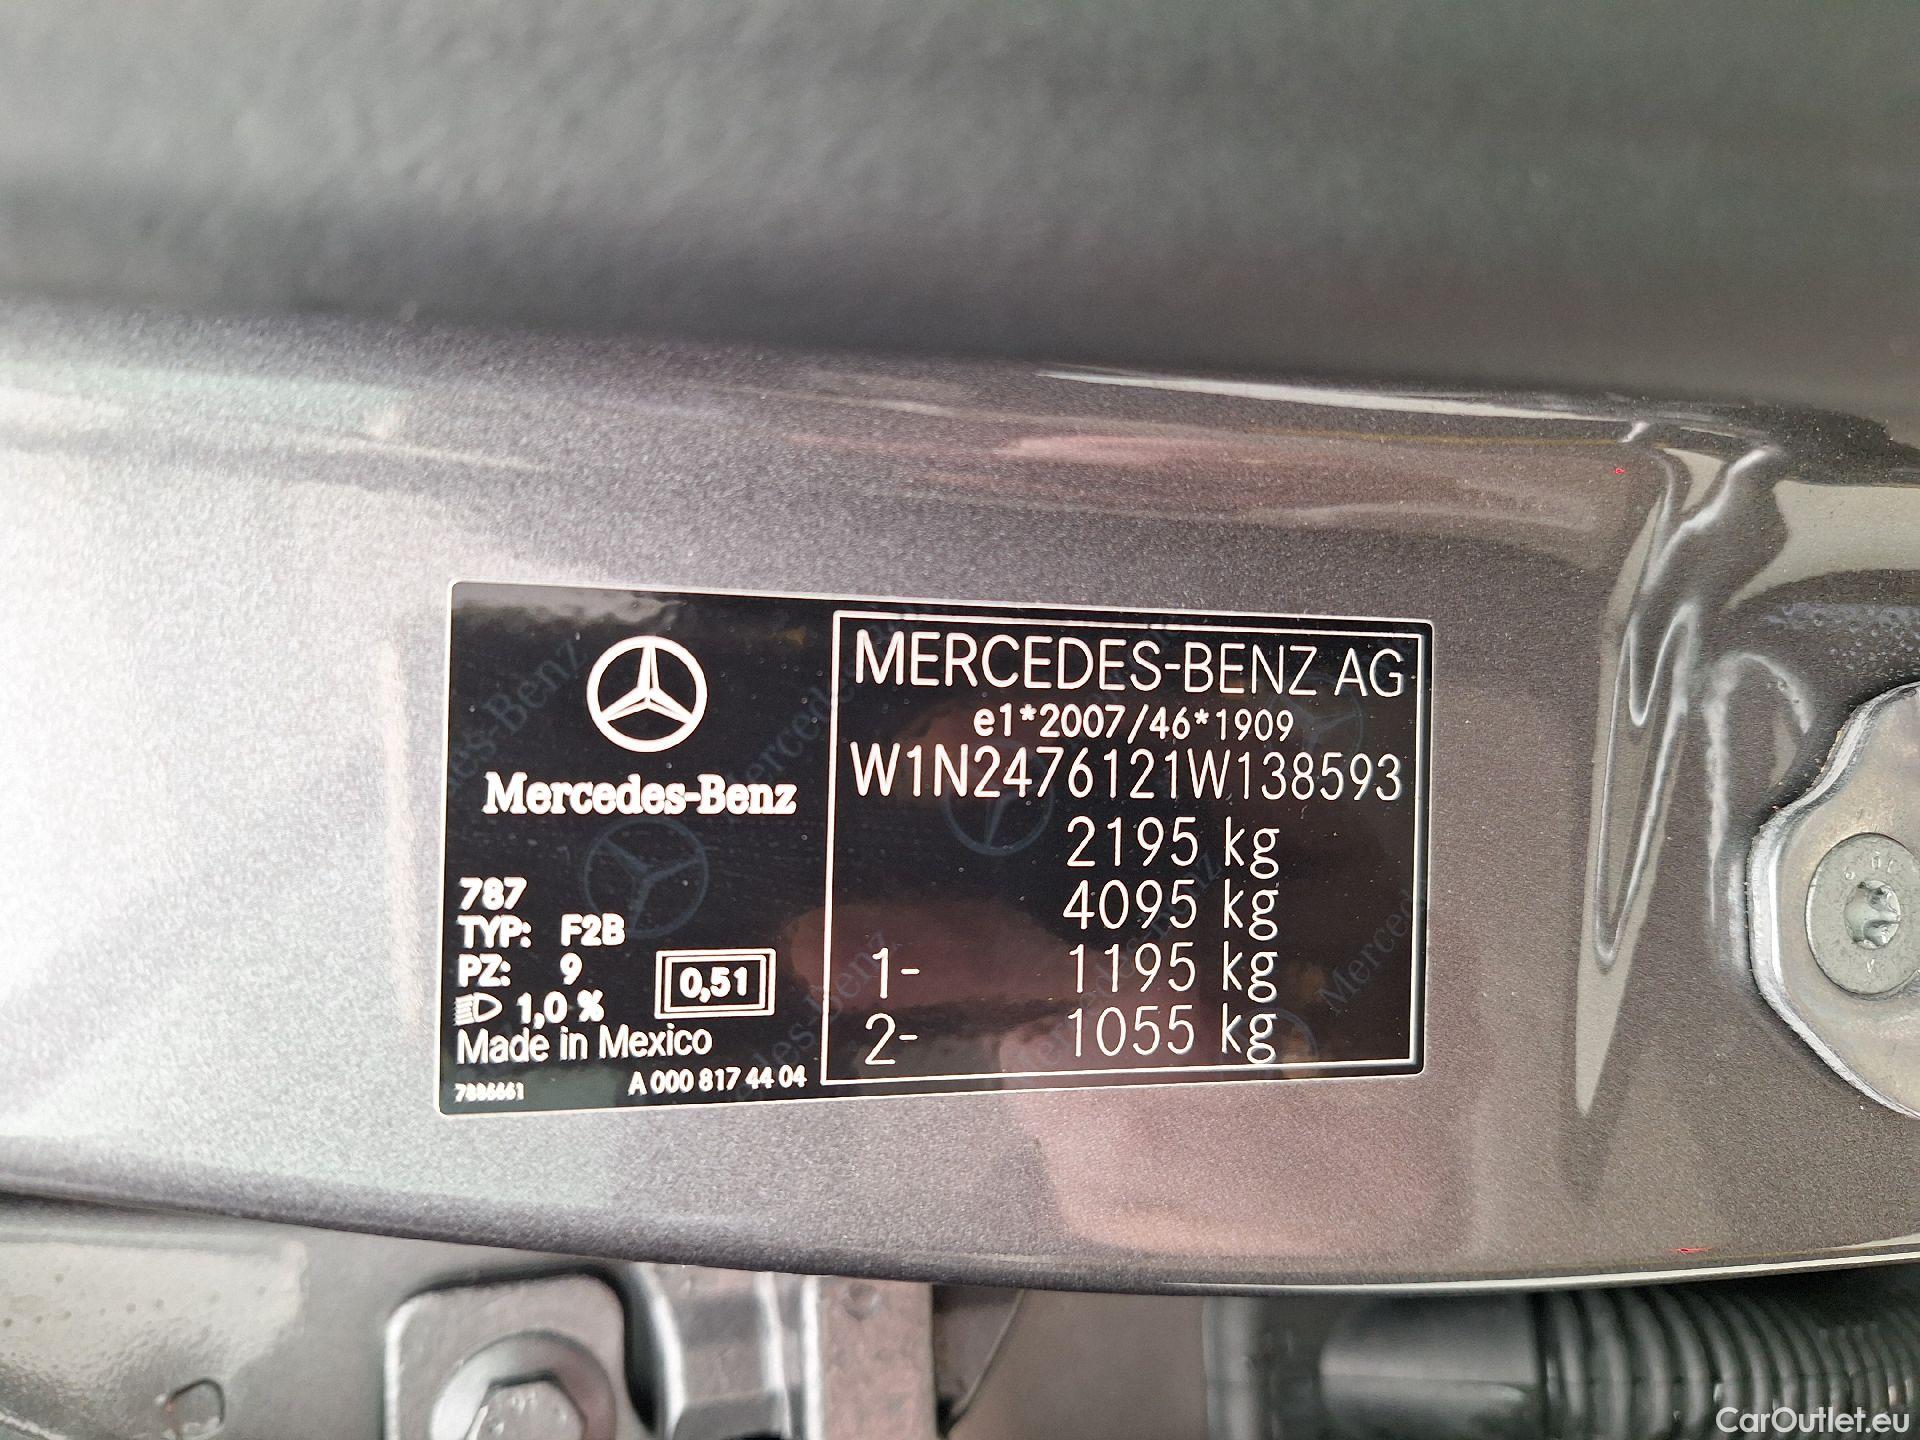 Mercedes-Benz
787
TYP: F2B
PZ: 9
1,0 %
0,51
Made in Mexico
A 000 817 44 04
MERCEDES-BENZ AG
e1*2007/46*1909
W1N2476121W138593
2195 kg
4095 kg
1- 1195 kg
2- 1055 kg
CarOutlet.eu